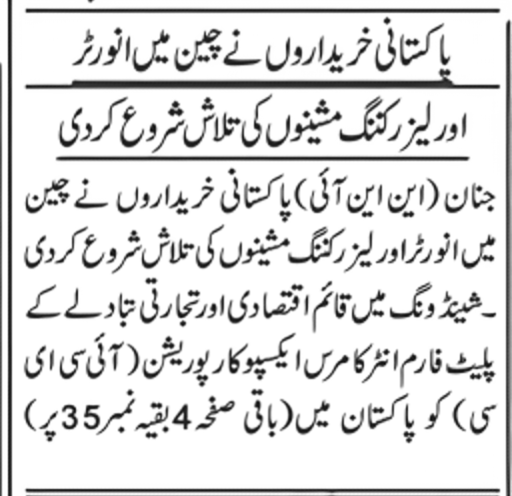 پاکستانی خریداروں نے چین میں انورٹر
اور لیزر کٹنگ مشینوں کی تلاش شروع کردی
جنان (این این آئی) پاکستانی خریداروں نے چین
میں انورٹر اور لیزر کٹنگ مشینوں کی تلاش شروع کردی
۔شینڈونگ میں قائم اقتصادی اور تجارتی تبادلے کے
پلیٹ فارم انٹر کامرس ایکسپو کارپوریشن (آئی سی ای
سی) کو پاکستان میں (باقی صفحہ 4 بقیہ نمبر 35 پر)